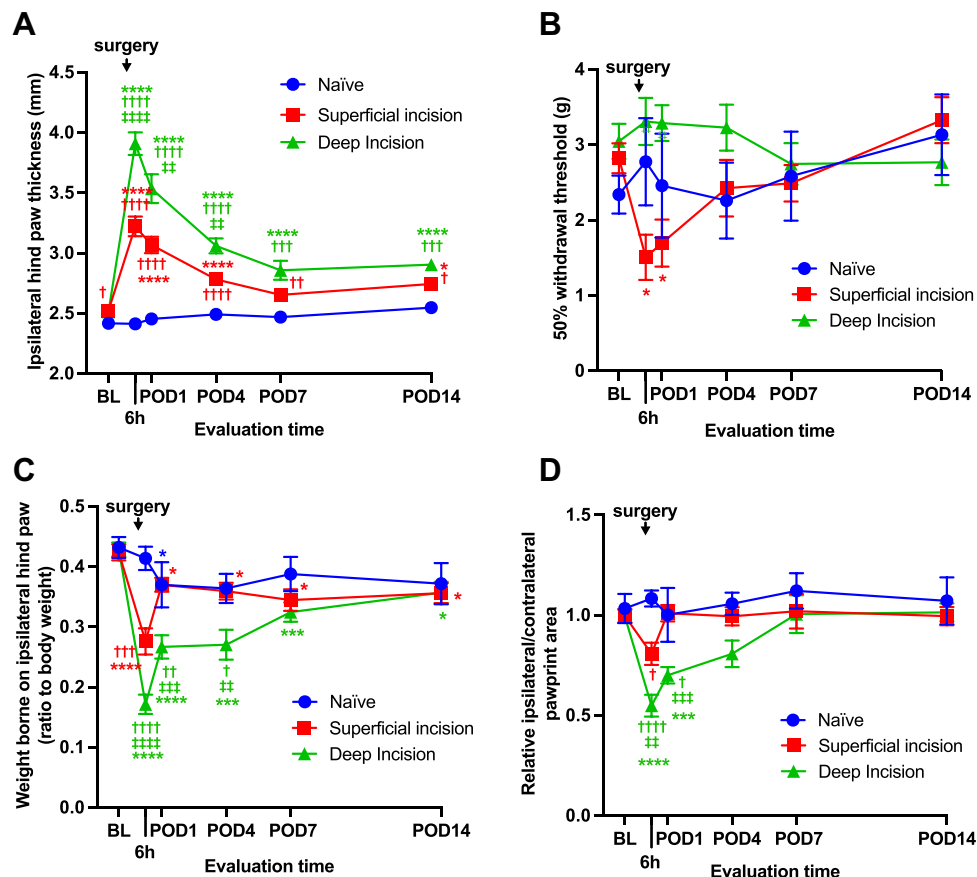 A
surgery
Ipsilateral hind paw thickness (mm)
4.5
4.0
3.5
3.0
2.5
2.0
Naïve
Superficial incision
Deep Incision
****
††††
‡‡‡‡
****
††††
‡‡
****
††††
††††
****
****
††††
‡‡
****
††††
****
†††
††
****
†††
*
†
†
BL
6h
POD1
POD4
POD7
POD14
Evaluation time
B
surgery
50% withdrawal threshold (g)
4
3
2
1
0
*
*
Naïve
Superficial incision
Deep Incision
BL
6h
POD1
POD4
POD7
POD14
Evaluation time
C
surgery
Weight borne on ipsilateral hind paw
(ratio to body weight)
0.5
0.4
0.3
0.2
0.1
0.0
*
*
*
*
*
*
†††
****
††
‡‡‡
****
†
‡‡
***
***
††††
‡‡‡‡
****
Naïve
Superficial incision
Deep Incision
BL
6h
POD1
POD4
POD7
POD14
Evaluation time
D
surgery
Relative ipsilateral/contralateral
pawprint area
1.5
1.0
0.5
0.0
†
†
‡‡‡
***
††††
‡‡
****
Naïve
Superficial incision
Deep Incision
BL
6h
POD1
POD4
POD7
POD14
Evaluation time